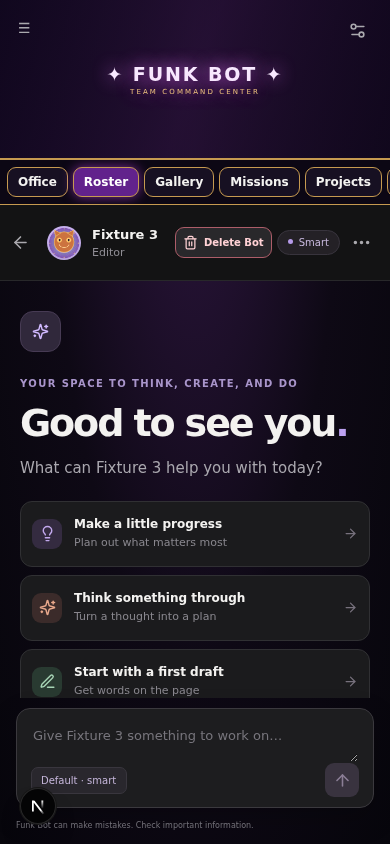 ✦ FUNK BOT ✦
TEAM COMMAND CENTER
Office
Roster
Gallery
Missions
Projects
Fixture 3
Editor
Delete Bot
Smart
YOUR SPACE TO THINK, CREATE, AND DO
Good to see you.
What can Fixture 3 help you with today?
Make a little progress
Plan out what matters most
Think something through
Turn a thought into a plan
Start with a first draft
Get words on the page
Give Fixture 3 something to work on…
Default · smart
N
Funk Bot can make mistakes. Check important information.